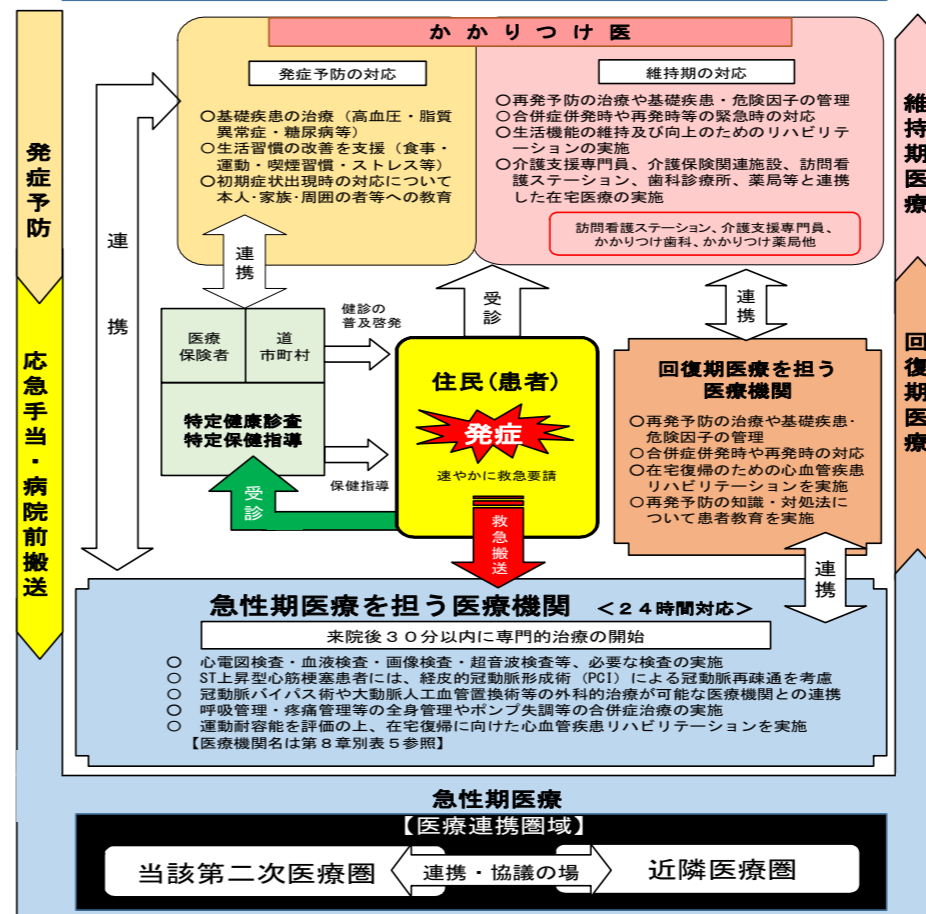 かかりつけ医
発症予防の対応
○基礎疾患の治療（高血圧・脂質
異常症・糖尿病等）
○生活習慣の改善を支援（食事・
運動・喫煙習慣・ストレス等）
○初期症状出現時の対応について
本人・家族・周囲の者等への教育
維持期の対応
○再発予防の治療や基礎疾患・危険因子の管理
○合併症併発時や再発時等の緊急時の対応
○生活機能の維持及び向上のためのリハビリテ
ーションの実施
○介護支援専門員、介護保険関連施設、訪問看
護ステーション、歯科診療所、薬局等と連携
した在宅医療の実施
訪問看護ステーション、介護支援専門員、
かかりつけ歯科、かかりつけ薬局他
発症予防
応急手当・病院前搬送
維持期医療
回復期医療
連携
連携
受診
連携
医療
保険者
道
市町村
健診の
普及啓発
特定健康診査
特定保健指導
保健指導
受診
住民（患者）
発症
速やかに救急要請
救急搬送
回復期医療を担う
医療機関
○再発予防の治療や基礎疾患・
危険因子の管理
○合併症併発時や再発時の対応
○在宅復帰のための心血管疾患
リハビリテーションを実施
○再発予防の知識・対処法に
ついて患者教育を実施
連携
急性期医療を担う医療機関　＜２４時間対応＞
来院後３０分以内に専門的治療の開始
○　心電図検査・血液検査・画像検査・超音波検査等、必要な検査の実施
○　ST上昇型心筋梗塞患者には、経皮的冠動脈形成術（PCI）による冠動脈再疎通を考慮
○　冠動脈バイパス術や大動脈人工血管置換術等の外科的治療が可能な医療機関との連携
○　呼吸管理・疼痛管理等の全身管理やポンプ失調等の合併症治療の実施
○　運動耐容能を評価の上、在宅復帰に向けた心血管疾患リハビリテーションを実施
【医療機関名は第８章別表５参照】
急性期医療
【医療連携圏域】
当該第二次医療圏
連携・協議の場
近隣医療圏